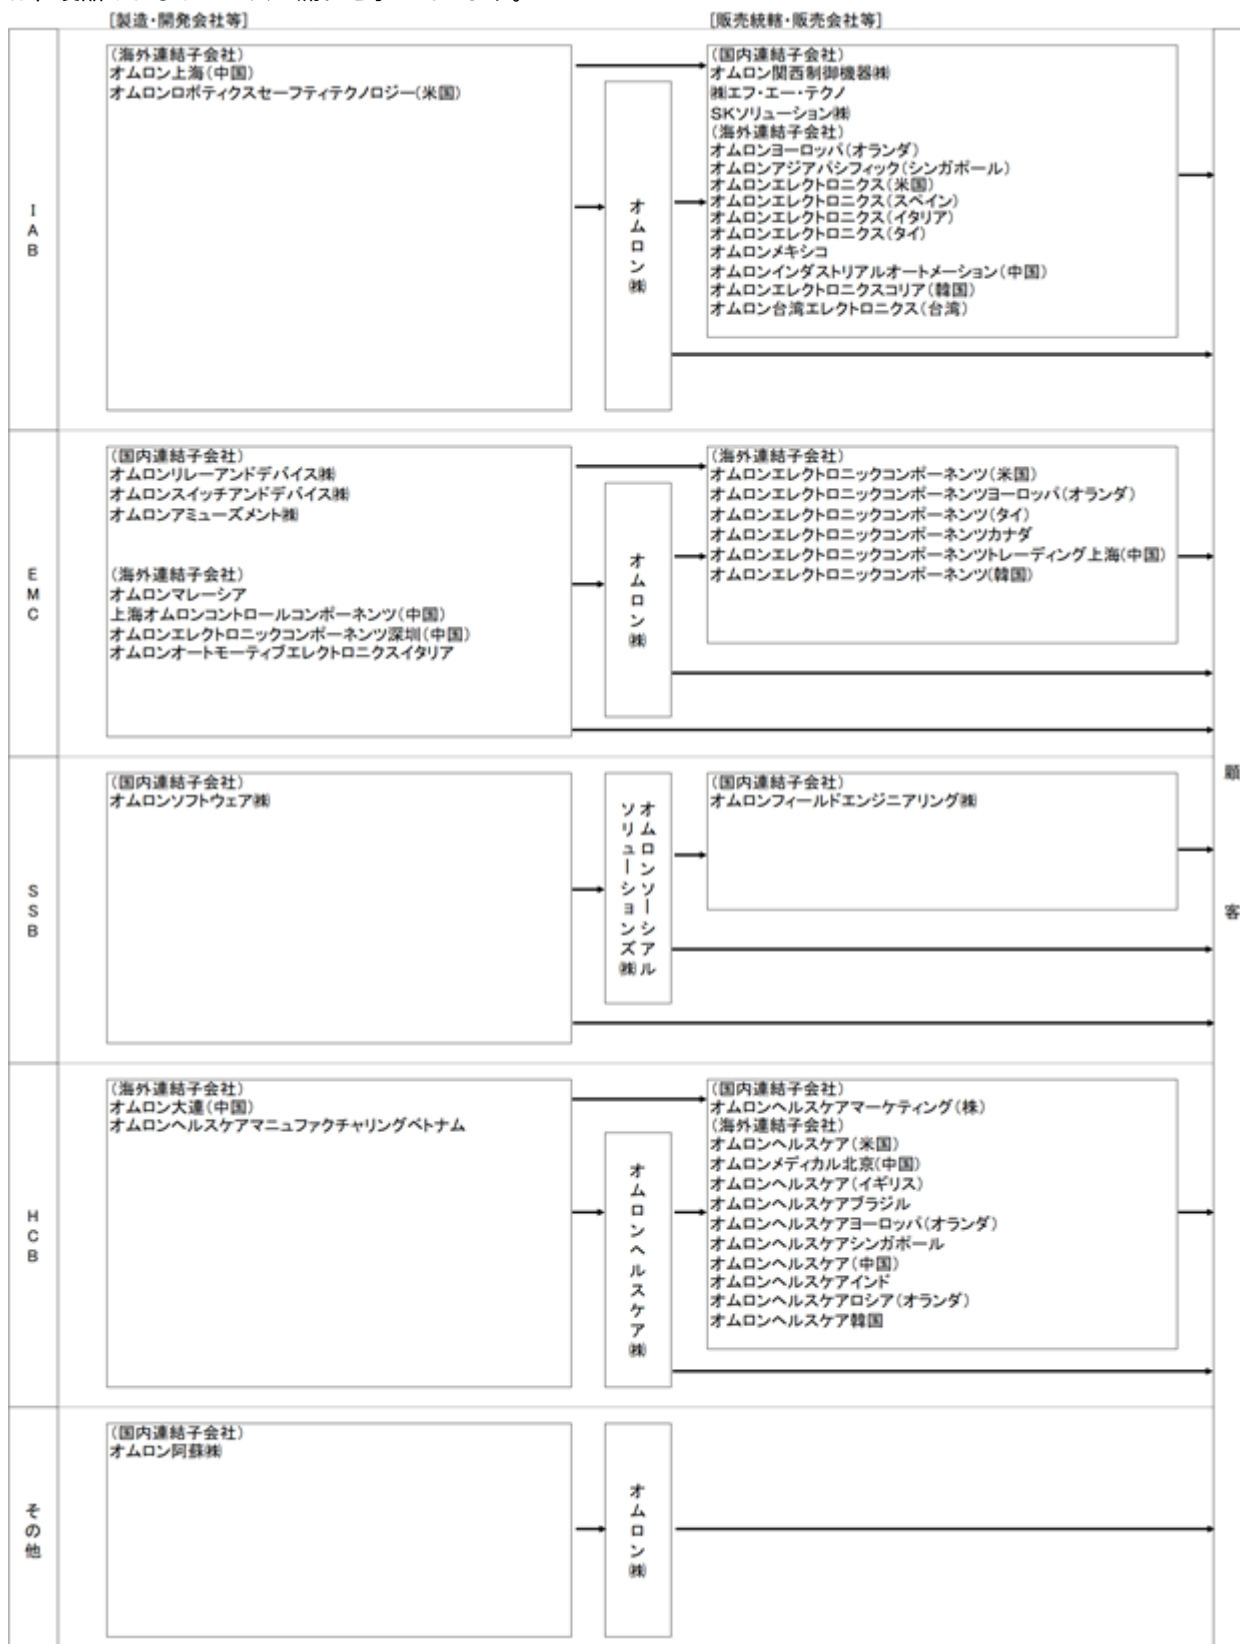 [製造・開発会社等]
[販売統轄・販売会社等]
IAB
(海外連結子会社)
オムロン上海(中国)
オムロンロボティクスセーフティテクノロジー(米国)
オムロン㈱
(国内連結子会社)
オムロン関西制御機器㈱
㈱エフ・エー・テクノ
SKソリューション㈱
(海外連結子会社)
オムロンヨーロッパ(オランダ)
オムロンアジアパシフィック(シンガポール)
オムロンエレクトロニクス(米国)
オムロンエレクトロニクス(スペイン)
オムロンエレクトロニクス(イタリア)
オムロンエレクトロニクス(タイ)
オムロンメキシコ
オムロンインダストリアルオートメーション(中国)
オムロンエレクトロニクスコリア(韓国)
オムロン台湾エレクトロニクス(台湾)
EMC
(国内連結子会社)
オムロンリレーアンドデバイス㈱
オムロンスイッチアンドデバイス㈱
オムロンアミューズメント㈱
(海外連結子会社)
オムロンマレーシア
上海オムロンコントロールコンポーネンツ(中国)
オムロンエレクトロニックコンポーネンツ深圳(中国)
オムロンオートモーティブエレクトロニクスイタリア
オムロン㈱
(海外連結子会社)
オムロンエレクトロニックコンポーネンツ(米国)
オムロンエレクトロニックコンポーネンツヨーロッパ(オランダ)
オムロンエレクトロニックコンポーネンツ(タイ)
オムロンエレクトロニックコンポーネンツカナダ
オムロンエレクトロニックコンポーネンツトレーディング上海(中国)
オムロンエレクトロニックコンポーネンツ(韓国)
SSB
(国内連結子会社)
オムロンソフトウェア㈱
オムロンソーシアル
ソリューションズ㈱
(国内連結子会社)
オムロンフィールドエンジニアリング㈱
顧客
HCB
(海外連結子会社)
オムロン大連(中国)
オムロンヘルスケアマニュファクチャリングベトナム
オムロンヘルスケア㈱
(国内連結子会社)
オムロンヘルスケアマーケティング(株)
(海外連結子会社)
オムロンヘルスケア(米国)
オムロンメディカル北京(中国)
オムロンヘルスケア(イギリス)
オムロンヘルスケアブラジル
オムロンヘルスケアヨーロッパ(オランダ)
オムロンヘルスケアシンガポール
オムロンヘルスケア(中国)
オムロンヘルスケアインド
オムロンヘルスケアロシア(オランダ)
オムロンヘルスケア韓国
その他
(国内連結子会社)
オムロン阿蘇㈱
オムロン㈱